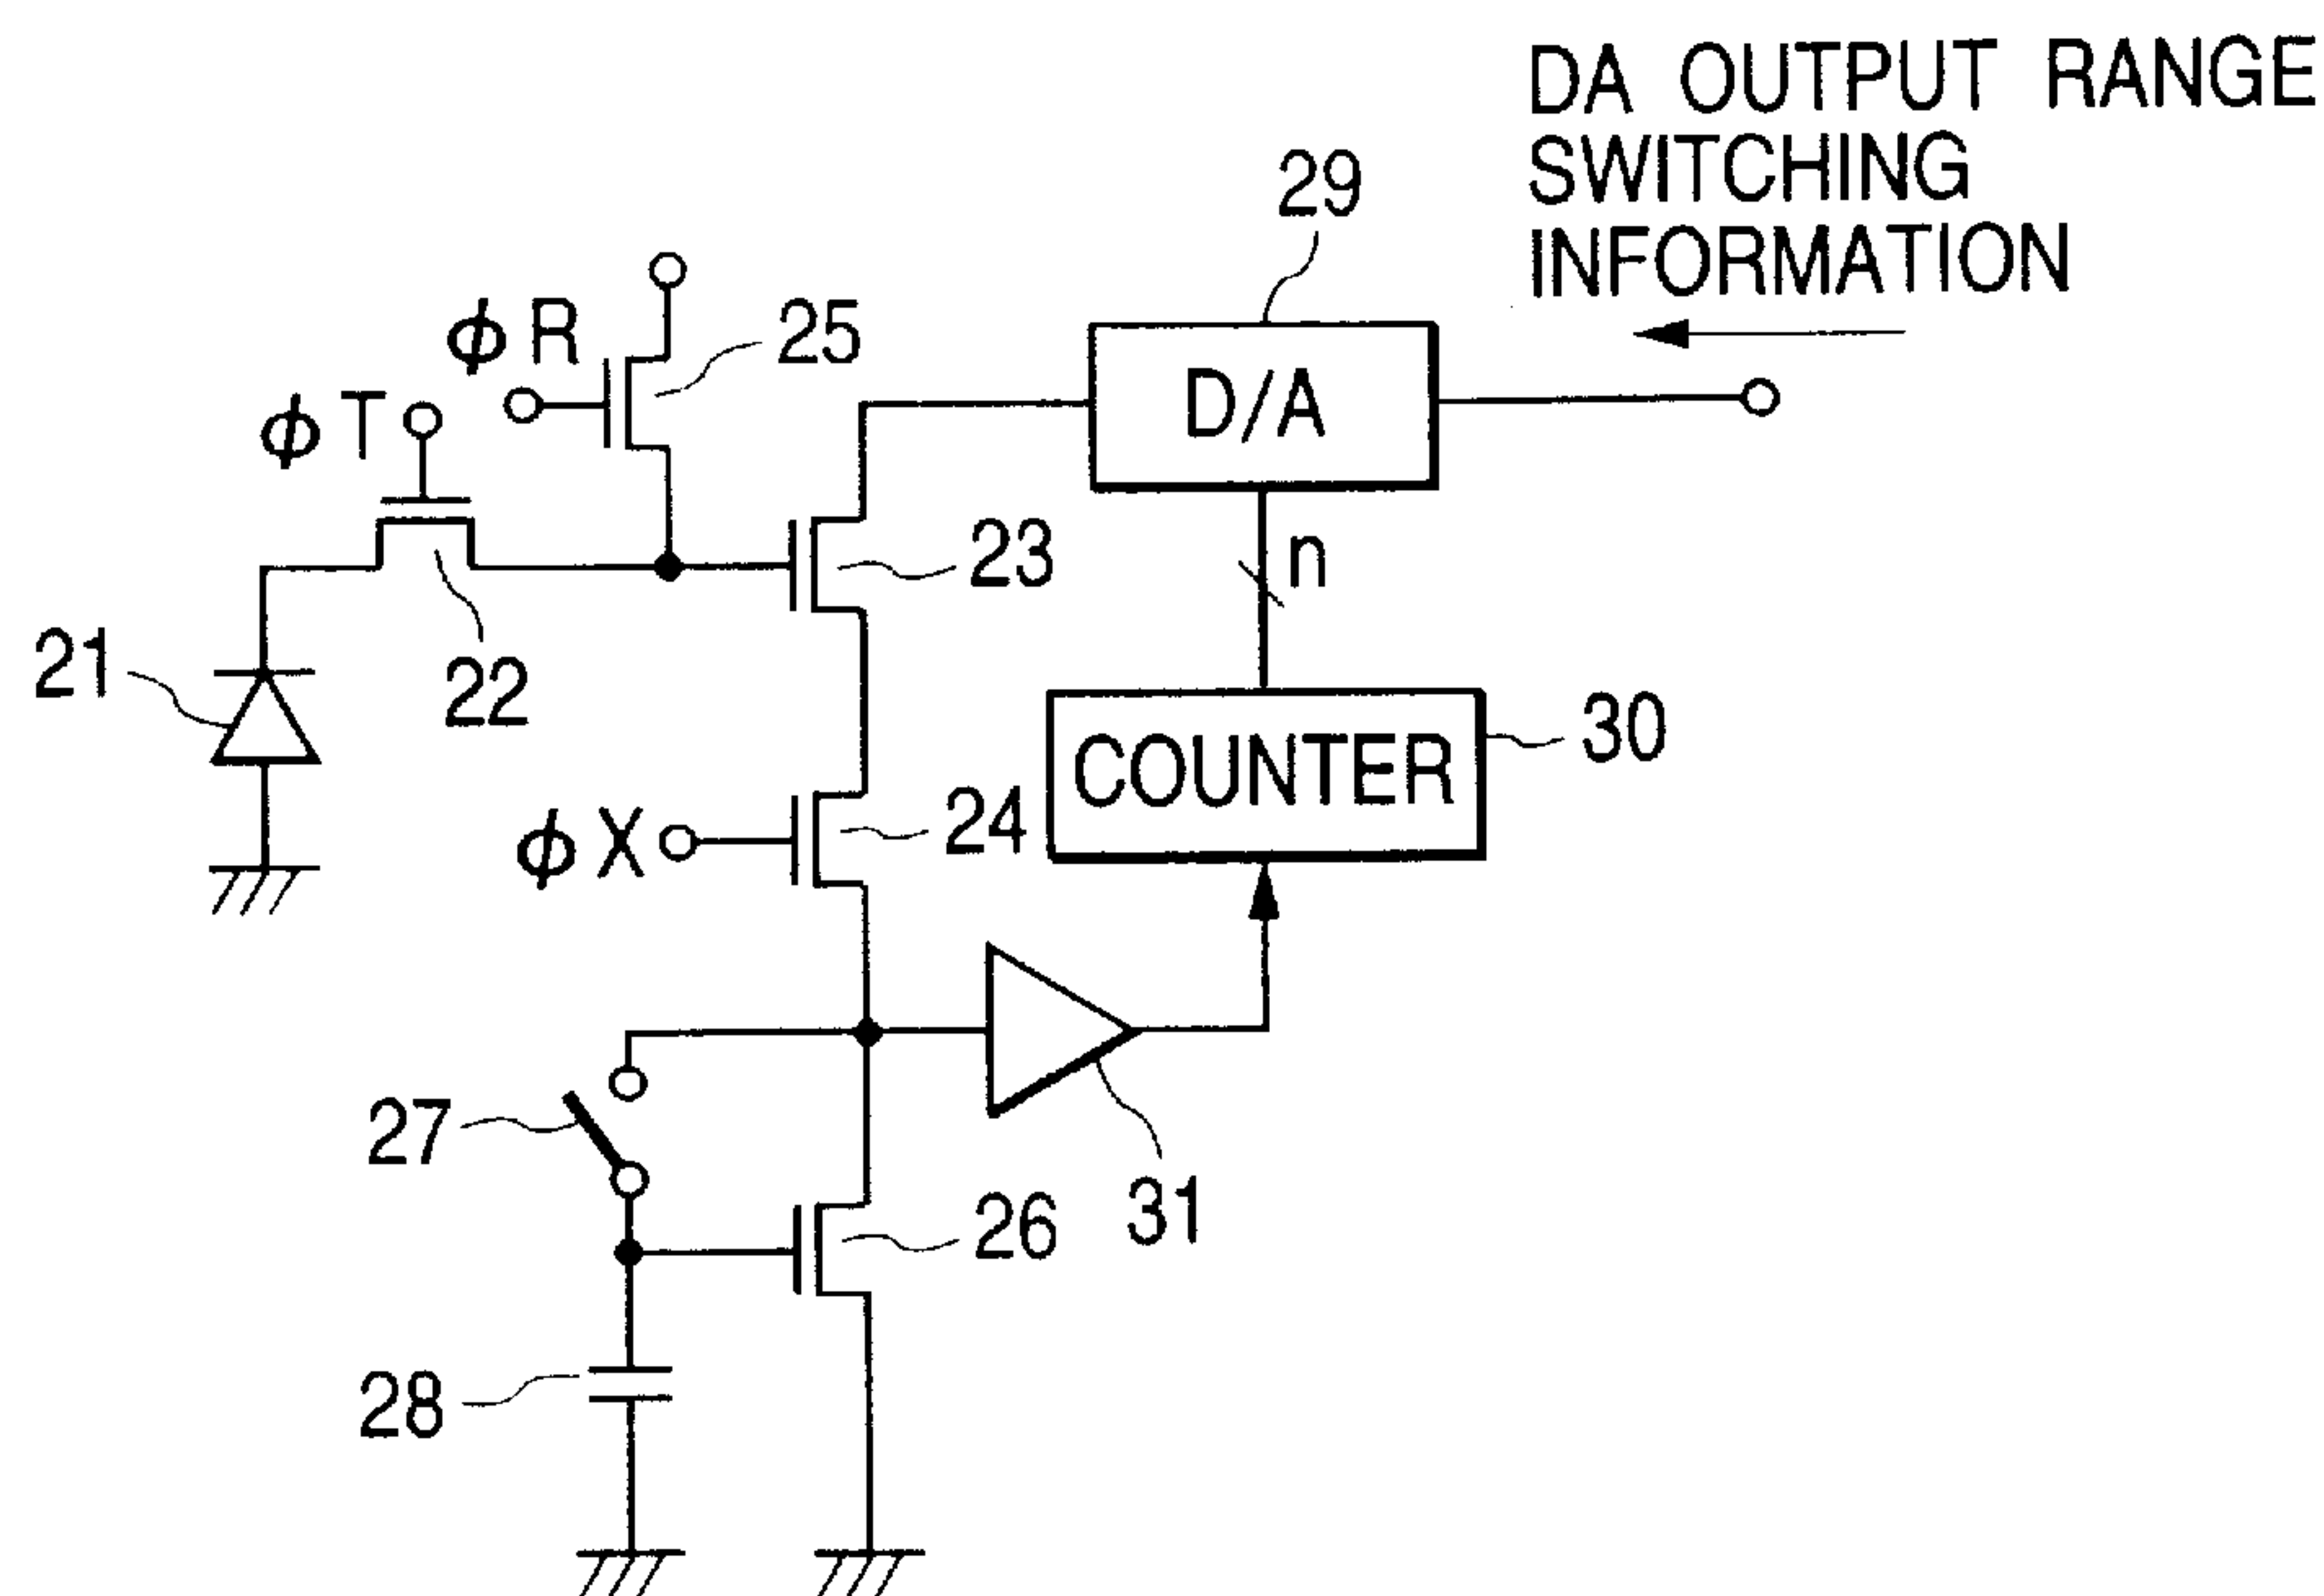 DA OUTPUT RANGE
SWITCHING
INFORMATION
29
ϕR
25
ϕT
D/A
23
n
21
22
30
COUNTER
ϕX
24
27
31
26
28